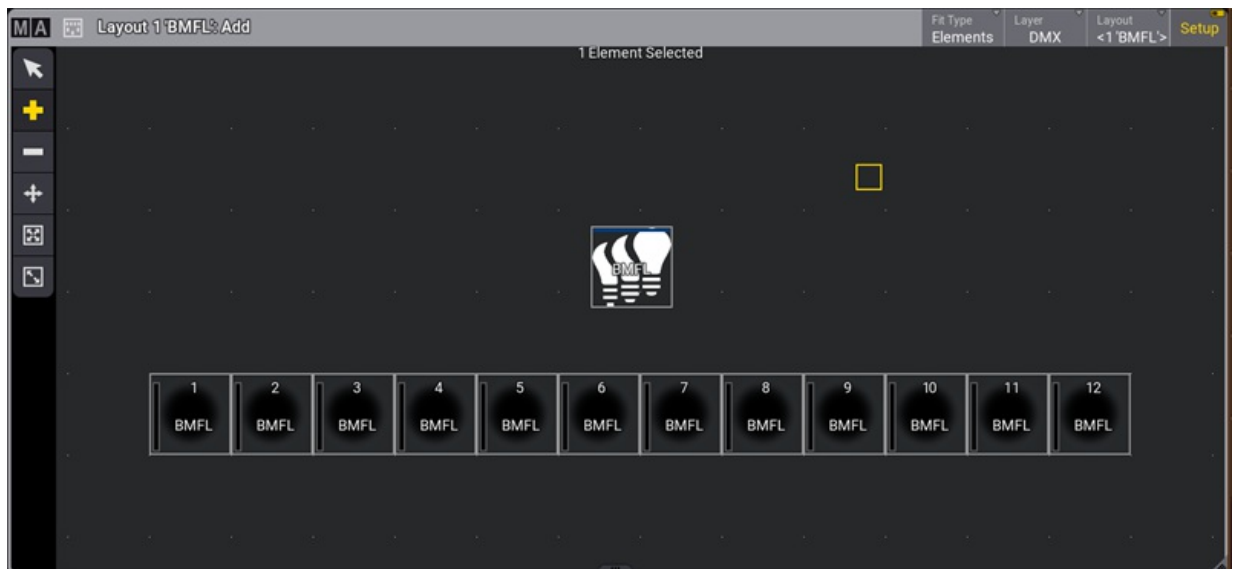 MA Layout 1 'BMFL': Add
Fit Type Layer Layout
Elements DMX <1 'BMFL'> Setup
1 Element Selected
BMFL
1 2 3 4 5 6 7 8 9 10 11 12
BMFL BMFL BMFL BMFL BMFL BMFL BMFL BMFL BMFL BMFL BMFL BMFL